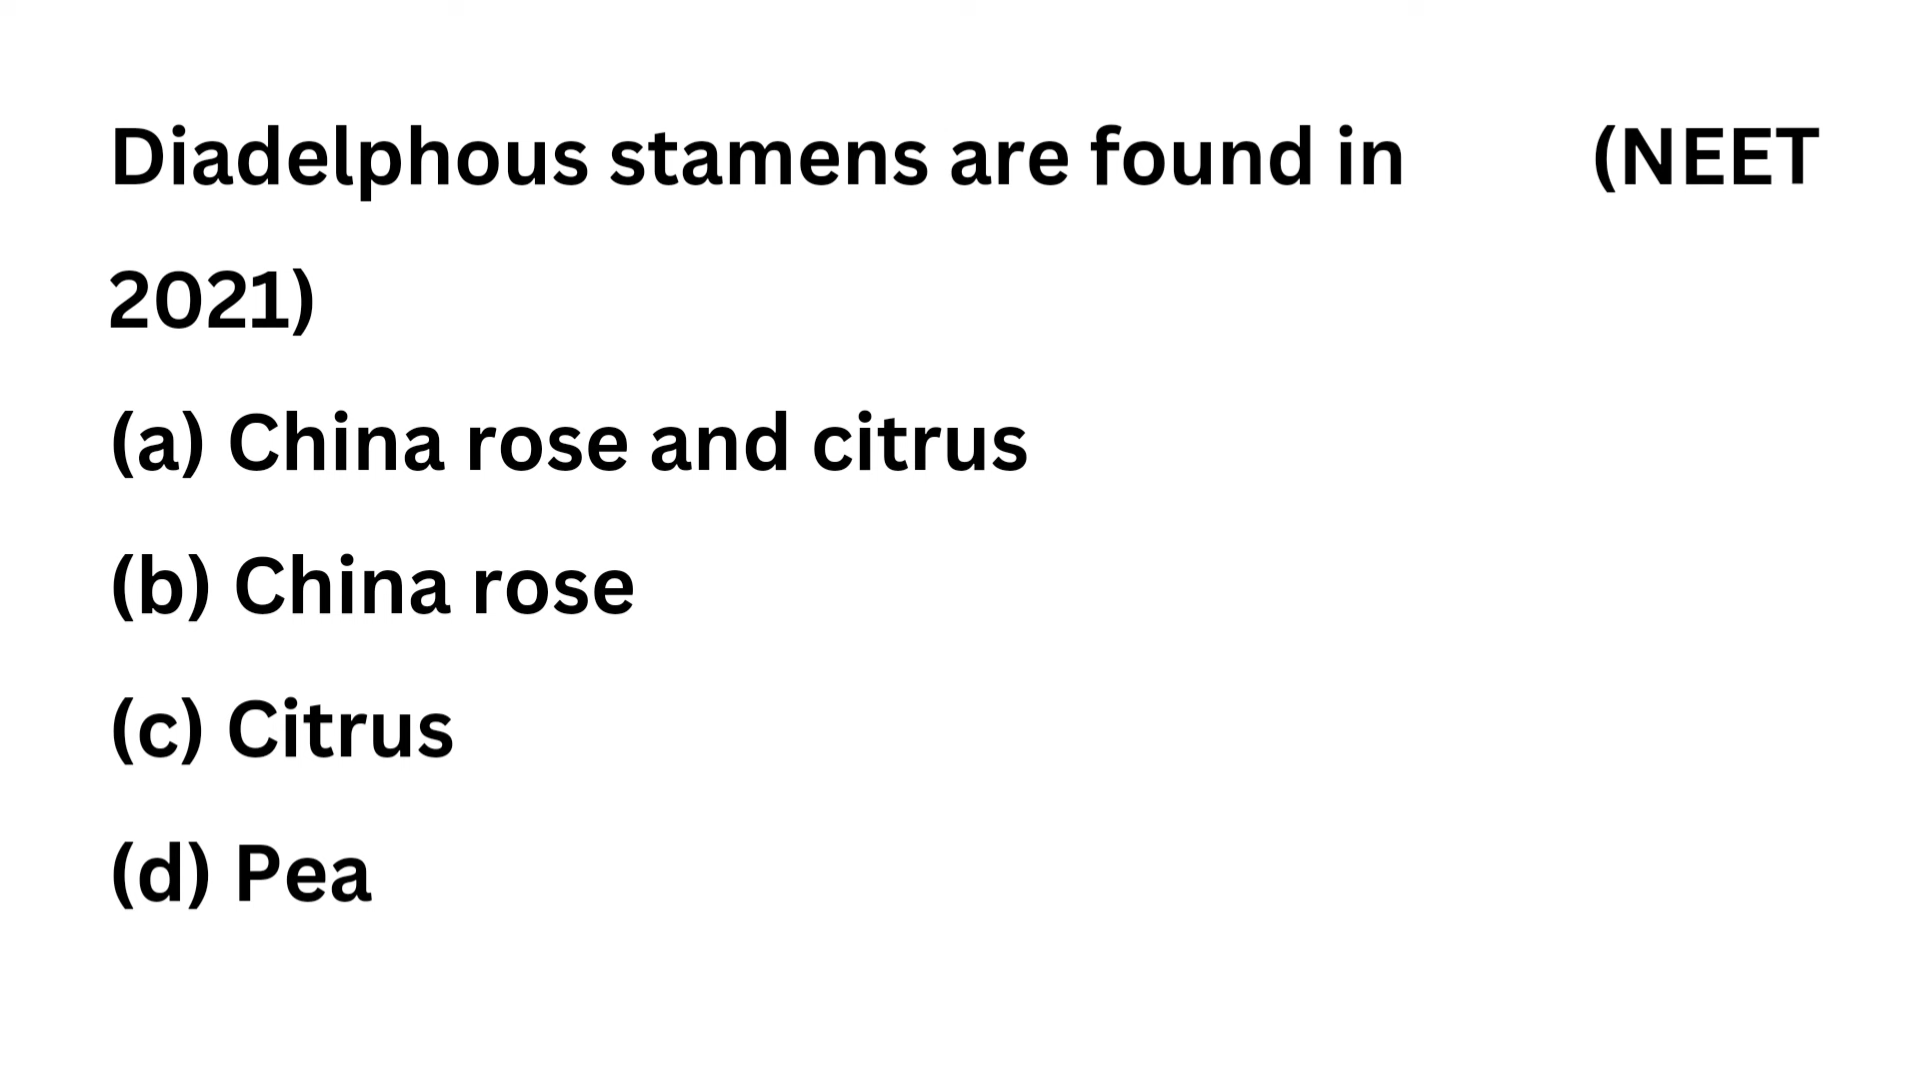 Diadelphous stamens are found in (NEET
2021)
(a) China rose and citrus
(b) China rose
(c) Citrus
(d) Pea